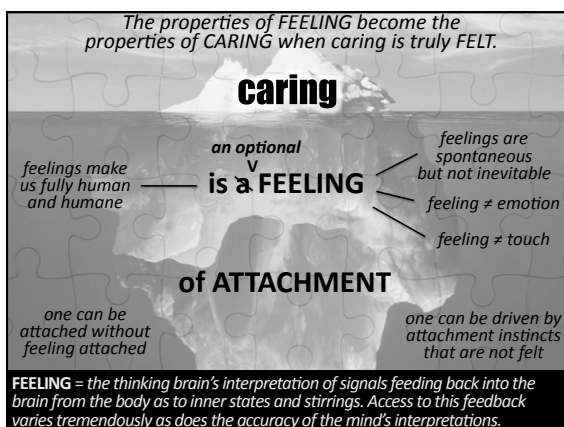 The properties of FEELING become the
properties of CARING when caring is truly FELT.
caring
an optional
V
is a FEELING
feelings make
us fully human
and humane
feelings are
spontaneous
but not inevitable
feeling ≠ emotion
feeling ≠ touch
of ATTACHMENT
one can be
attached without
feeling attached
one can be driven by
attachment instincts
that are not felt
FEELING = the thinking brain's interpretation of signals feeding back into the
brain from the body as to inner states and stirrings. Access to this feedback
varies tremendously as does the accuracy of the mind's interpretations.